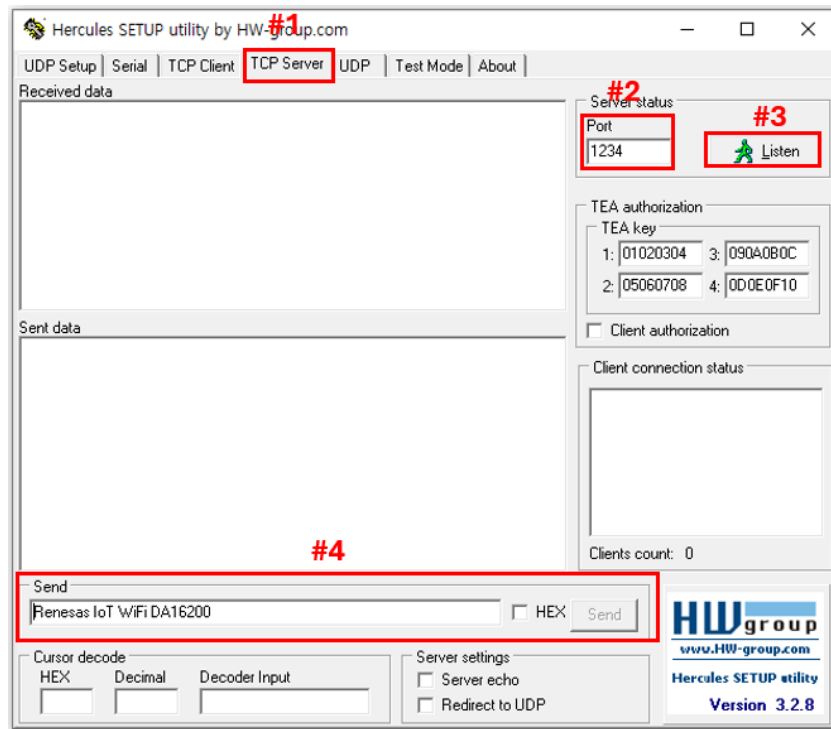 Hercules SETUP utility by HW-group.com
#1
UDP Setup Serial TCP Client TCP Server UDP Test Mode About
Received data
#2
Server status
Port
1234
#3
Listen
TEA authorization
TEA key
1: 01020304 3: 090A0B0C
2: 05060708 4: 0D0E0F10
Client authorization
Sent data
Client connection status
Clients count: 0
#4
Send
Renesas IoT WiFi DA16200 HEX Send
Cursor decode
HEX Decimal Decoder Input
Server settings
Server echo
Redirect to UDP
HW group
www.HW-group.com
Hercules SETUP utility
Version 3.2.8